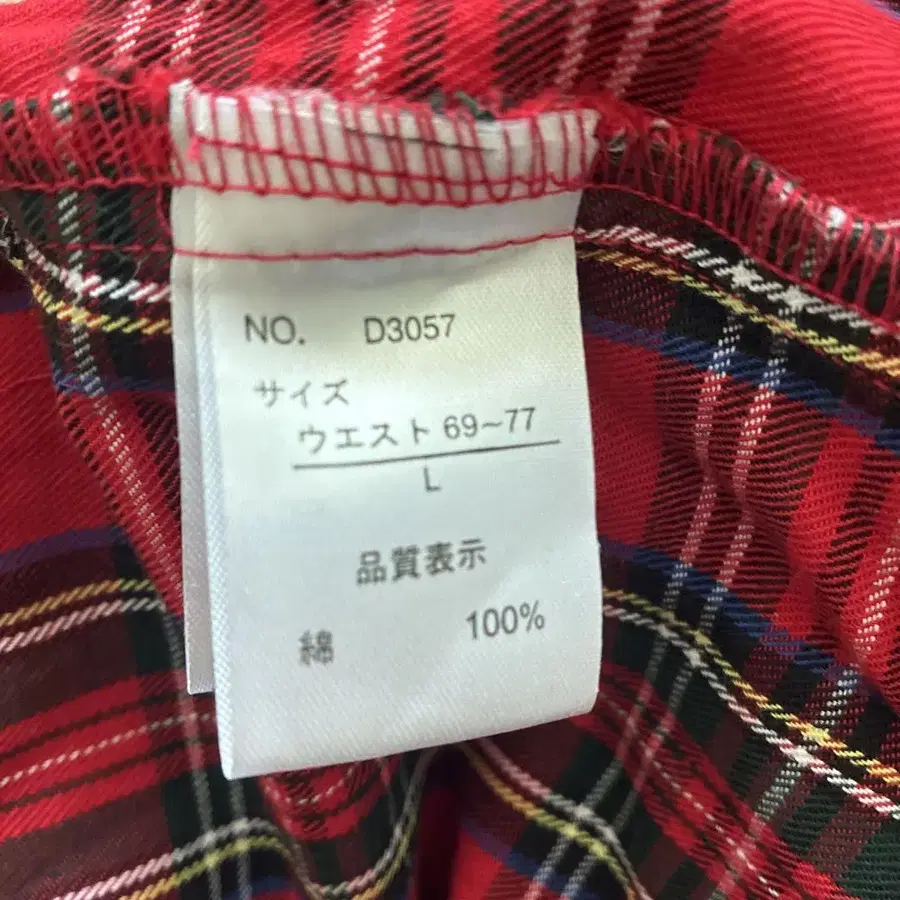 NO. D3057
サイズ
ウエスト 69~77
L
品質表示
綿 100%